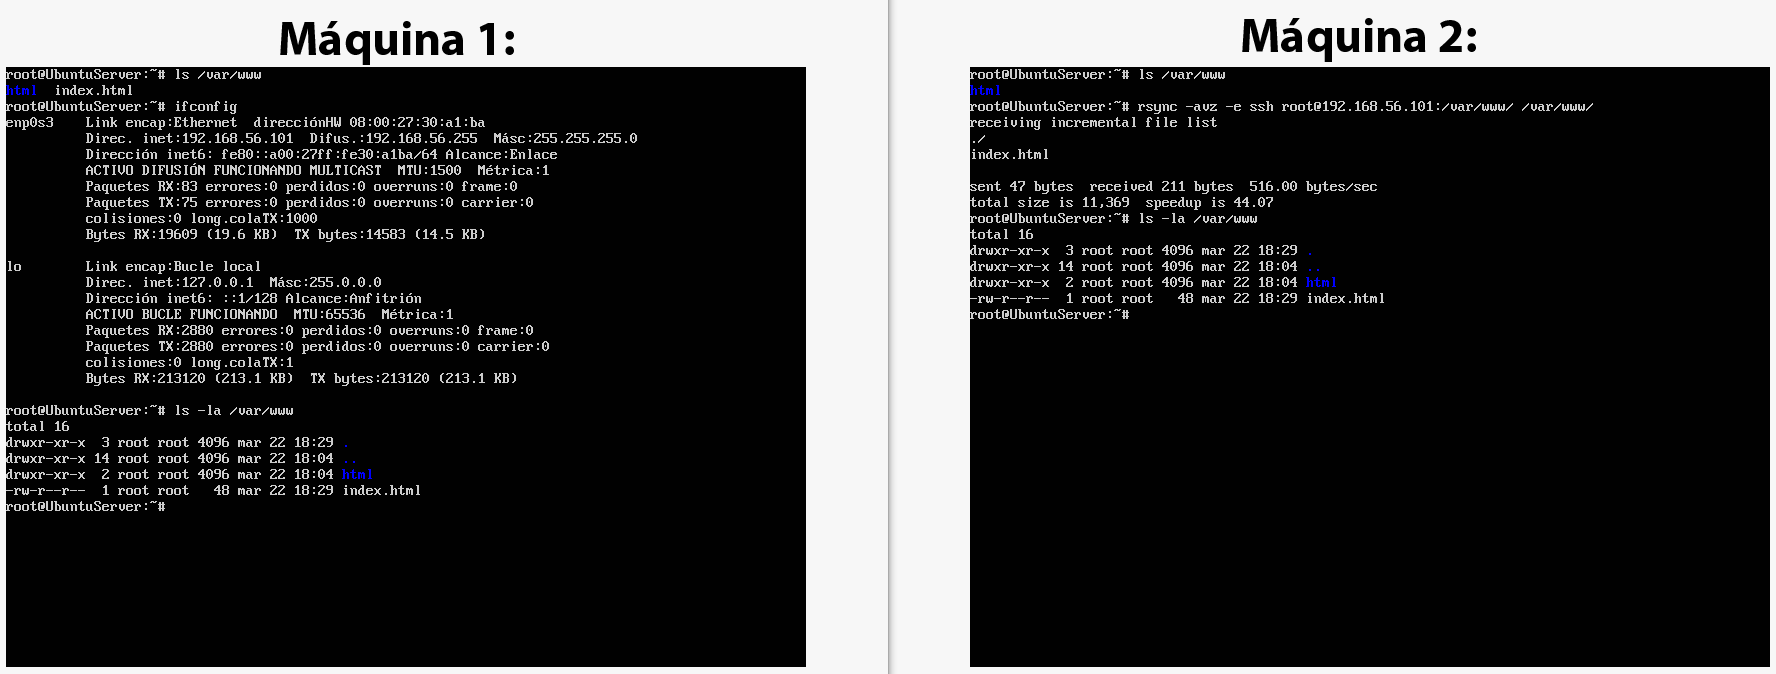 Máquina 1:
root@UbuntuServer:~# ls /var/www
html  index.html
root@UbuntuServer:~# ifconfig
enp0s3    Link encap:Ethernet  direcciónHW 08:00:27:30:a1:ba
          Direc. inet:192.168.56.101  Difus.:192.168.56.255  Másc:255.255.255.0
          Dirección inet6: fe80::a00:27ff:fe30:a1ba/64 Alcance:Enlace
          ACTIVO DIFUSIÓN FUNCIONANDO MULTICAST  MTU:1500  Métrica:1
          Paquetes RX:83 errores:0 perdidos:0 overruns:0 frame:0
          Paquetes TX:75 errores:0 perdidos:0 overruns:0 carrier:0
          colisiones:0 long.colaTX:1000
          Bytes RX:19609 (19.6 KB)  TX bytes:14583 (14.5 KB)
lo        Link encap:Bucle local
          Direc. inet:127.0.0.1  Másc:255.0.0.0
          Dirección inet6: ::1/128 Alcance:Anfitrión
          ACTIVO BUCLE FUNCIONANDO  MTU:65536  Métrica:1
          Paquetes RX:2880 errores:0 perdidos:0 overruns:0 frame:0
          Paquetes TX:2880 errores:0 perdidos:0 overruns:0 carrier:0
          colisiones:0 long.colaTX:1
          Bytes RX:213120 (213.1 KB)  TX bytes:213120 (213.1 KB)
root@UbuntuServer:~# ls -la /var/www
total 16
drwxr-xr-x  3 root root 4096 mar 22 18:29 .
drwxr-xr-x 14 root root 4096 mar 22 18:04 ..
drwxr-xr-x  2 root root 4096 mar 22 18:04 html
-rw-r--r--  1 root root   48 mar 22 18:29 index.html
root@UbuntuServer:~#
Máquina 2:
root@UbuntuServer:~# ls /var/www
html
root@UbuntuServer:~# rsync -avz -e ssh root@192.168.56.101:/var/www/ /var/www/
receiving incremental file list
./
index.html
sent 47 bytes  received 211 bytes  516.00 bytes/sec
total size is 11,369  speedup is 44.07
root@UbuntuServer:~# ls -la /var/www
total 16
drwxr-xr-x  3 root root 4096 mar 22 18:29 .
drwxr-xr-x 14 root root 4096 mar 22 18:04 ..
drwxr-xr-x  2 root root 4096 mar 22 18:04 html
-rw-r--r--  1 root root   48 mar 22 18:29 index.html
root@UbuntuServer:~#